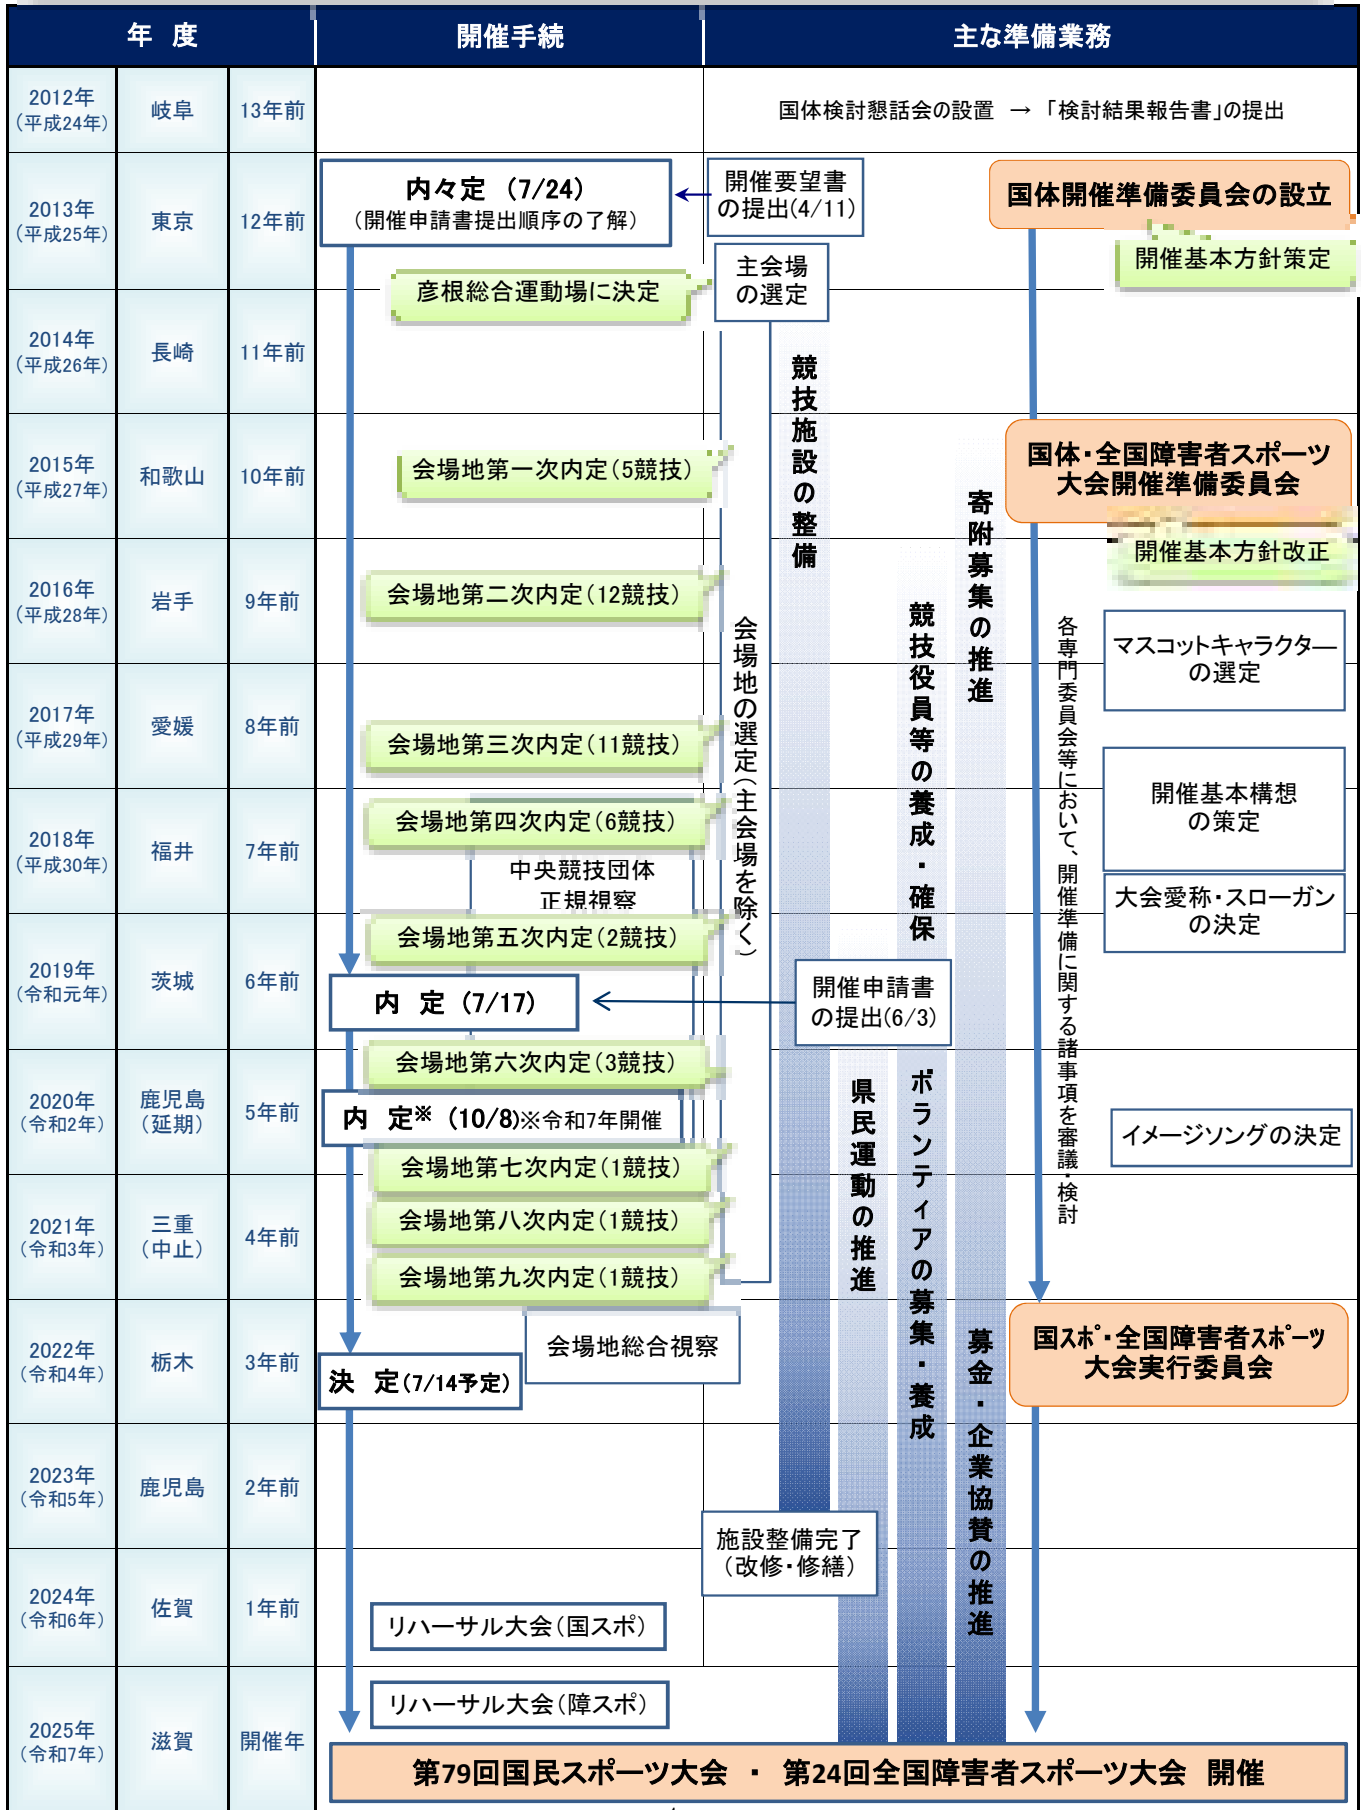 年 度
開催手続
主な準備業務
2012年
(平成24年)
岐阜
13年前
国体検討懇話会の設置 → 「検討結果報告書」の提出
2013年
(平成25年)
東京
12年前
内々定 (7/24)
(開催申請書提出順序の了解)
開催要望書
の提出(4/11)
国体開催準備委員会の設立
開催基本方針策定
主会場
の選定
彦根総合運動場に決定
2014年
(平成26年)
長崎
11年前
競技施設の整備
2015年
(平成27年)
和歌山
10年前
会場地第一次内定(5競技)
国体・全国障害者スポーツ
大会開催準備委員会
開催基本方針改正
寄附募集の推進
2016年
(平成28年)
岩手
9年前
会場地第二次内定(12競技)
会場地の選定(主会場を除く)
競技役員等の養成・確保
各専門委員会等において、開催準備に関する諸事項を審議・検討
マスコットキャラクター
の選定
2017年
(平成29年)
愛媛
8年前
会場地第三次内定(11競技)
開催基本構想
の策定
2018年
(平成30年)
福井
7年前
会場地第四次内定(6競技)
中央競技団体
正規視察
大会愛称・スローガン
の決定
2019年
(令和元年)
茨城
6年前
会場地第五次内定(2競技)
内 定 (7/17)
開催申請書
の提出(6/3)
2020年
(令和2年)
鹿児島
(延期)
5年前
会場地第六次内定(3競技)
内 定※ (10/8)※令和7年開催
会場地第七次内定(1競技)
県民運動の推進
ボランティアの募集・養成
イメージソングの決定
2021年
(令和3年)
三重
(中止)
4年前
会場地第八次内定(1競技)
会場地第九次内定(1競技)
2022年
(令和4年)
栃木
3年前
会場地総合視察
決 定(7/14予定)
募金・企業協賛の推進
国スポ・全国障害者スポーツ
大会実行委員会
2023年
(令和5年)
鹿児島
2年前
施設整備完了
(改修・修繕)
2024年
(令和6年)
佐賀
1年前
リハーサル大会(国スポ)
2025年
(令和7年)
滋賀
開催年
リハーサル大会(障スポ)
第79回国民スポーツ大会 ・ 第24回全国障害者スポーツ大会 開催